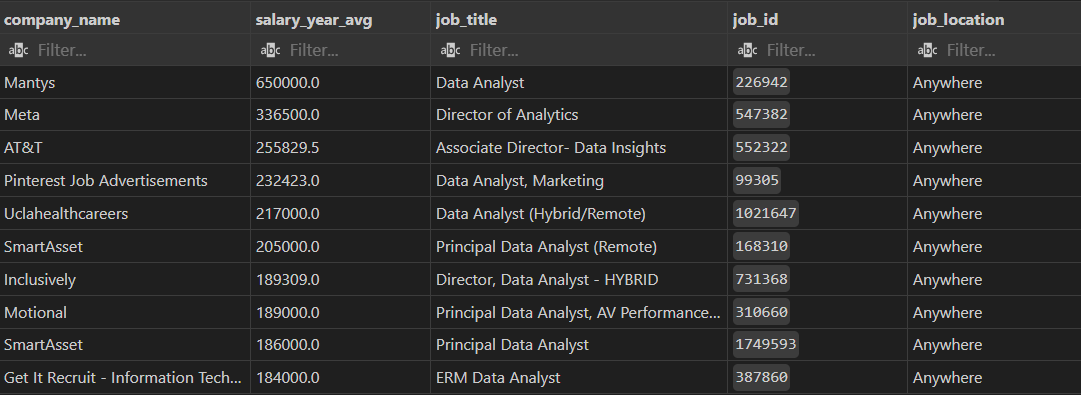 company_name salary_year_avg job_title job_id job_location
abc Filter... abc Filter... abc Filter... abc Filter... abc Filter...
Mantys 650000.0 Data Analyst 226942 Anywhere
Meta 336500.0 Director of Analytics 547382 Anywhere
AT&T 255829.5 Associate Director- Data Insights 552322 Anywhere
Pinterest Job Advertisements 232423.0 Data Analyst, Marketing 99305 Anywhere
Uclahealthcareers 217000.0 Data Analyst (Hybrid/Remote) 1021647 Anywhere
SmartAsset 205000.0 Principal Data Analyst (Remote) 168310 Anywhere
Inclusively 189309.0 Director, Data Analyst - HYBRID 731368 Anywhere
Motional 189000.0 Principal Data Analyst, AV Performance... 310660 Anywhere
SmartAsset 186000.0 Principal Data Analyst 1749593 Anywhere
Get It Recruit - Information Tech... 184000.0 ERM Data Analyst 387860 Anywhere